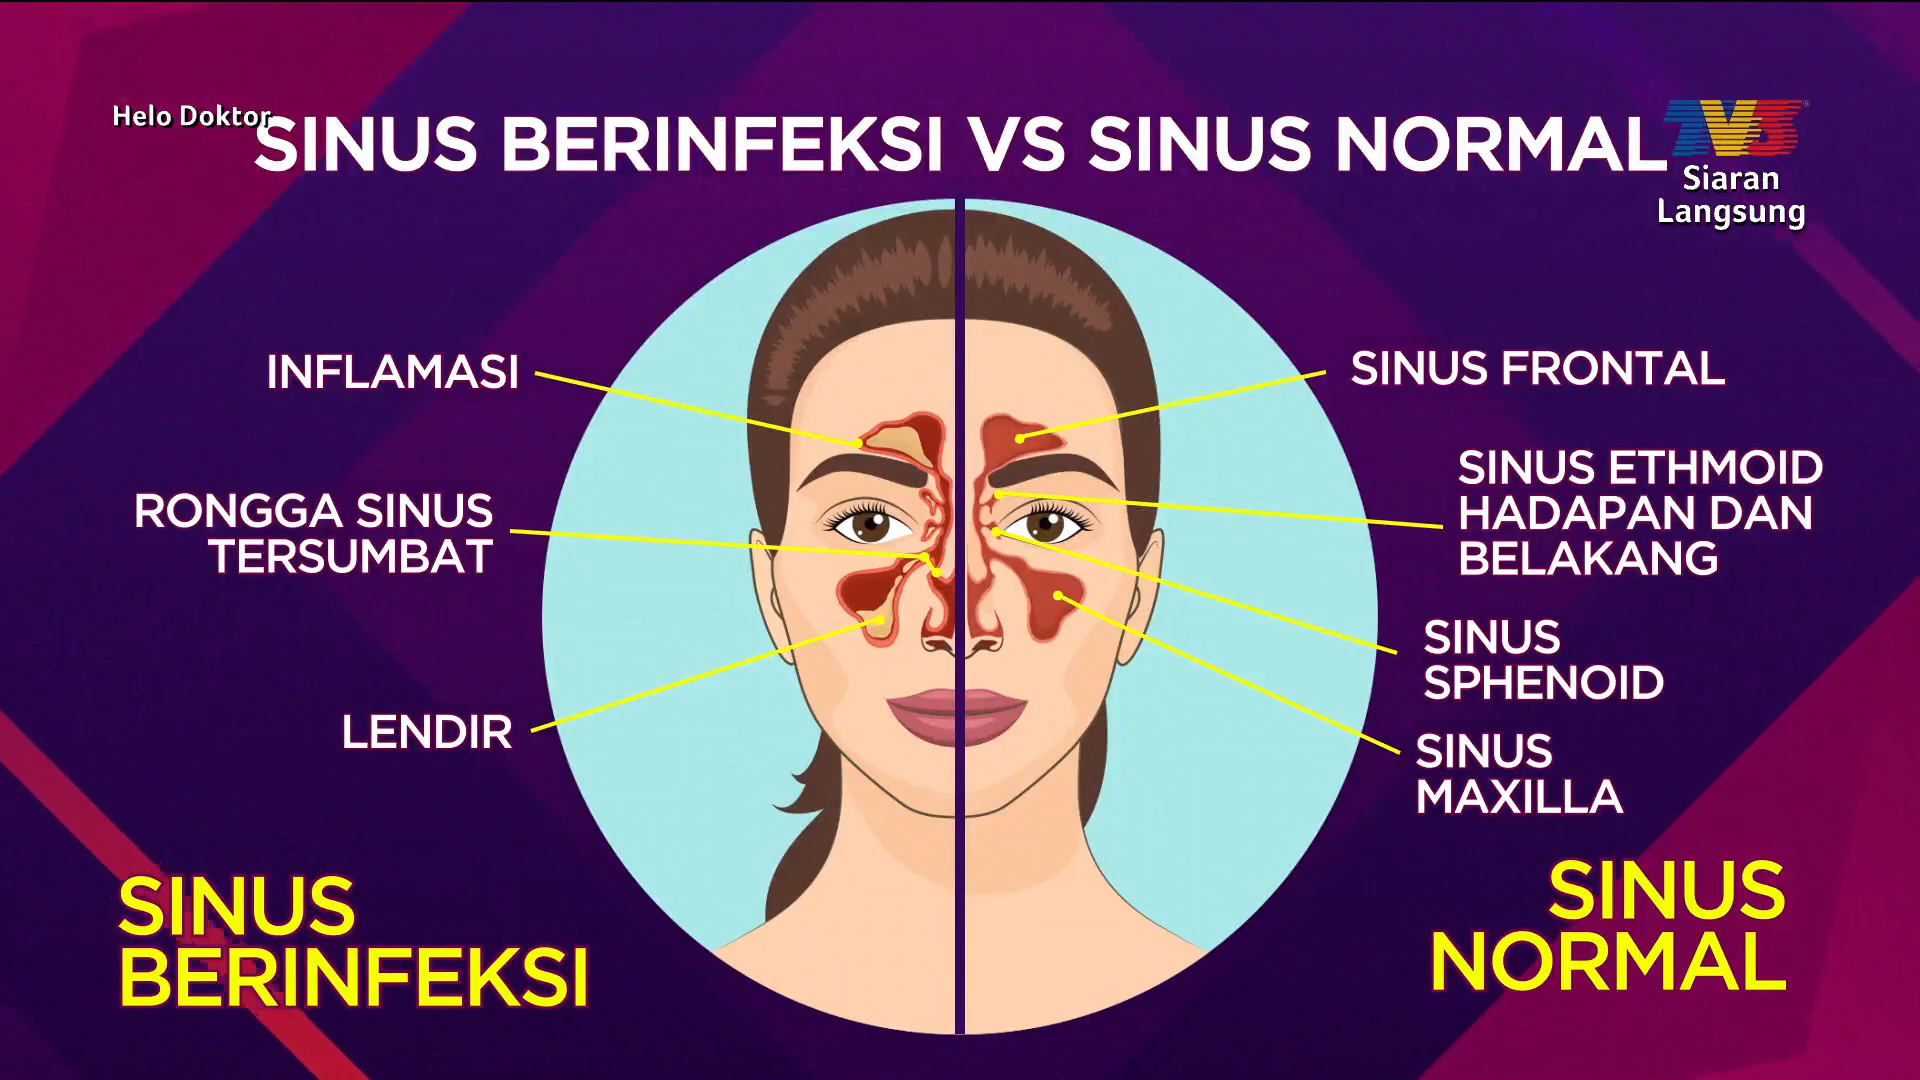 Helo Doktor
SINUS BERINFEKSI VS SINUS NORMAL
TV3
Siaran
Langsung
INFLAMASI
RONGGA SINUS
TERSUMBAT
LENDIR
SINUS FRONTAL
SINUS ETHMOID
HADAPAN DAN
BELAKANG
SINUS
SPHENOID
SINUS
MAXILLA
SINUS
BERINFEKSI
SINUS
NORMAL